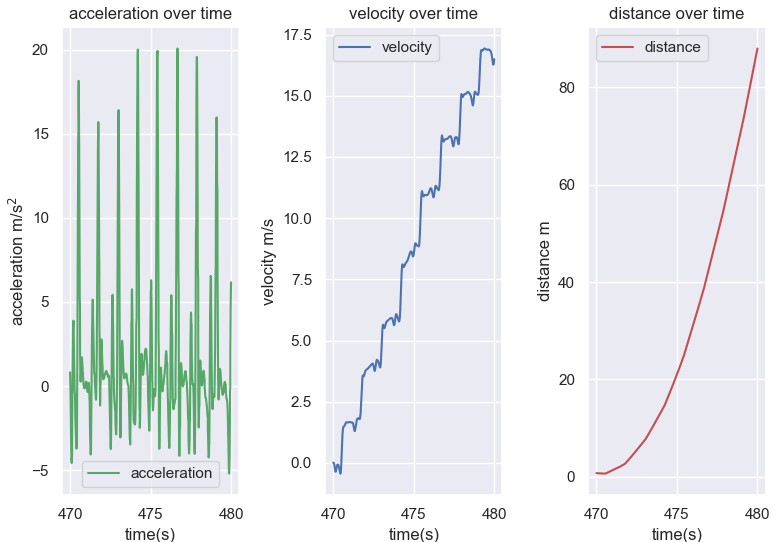 acceleration over time
acceleration m/s²
20
15
10
5
0
−5
acceleration
470
475
480
time(s)
velocity over time
velocity m/s
17.5
15.0
12.5
10.0
7.5
5.0
2.5
0.0
velocity
470
475
480
time(s)
distance over time
distance m
80
60
40
20
0
distance
470
475
480
time(s)